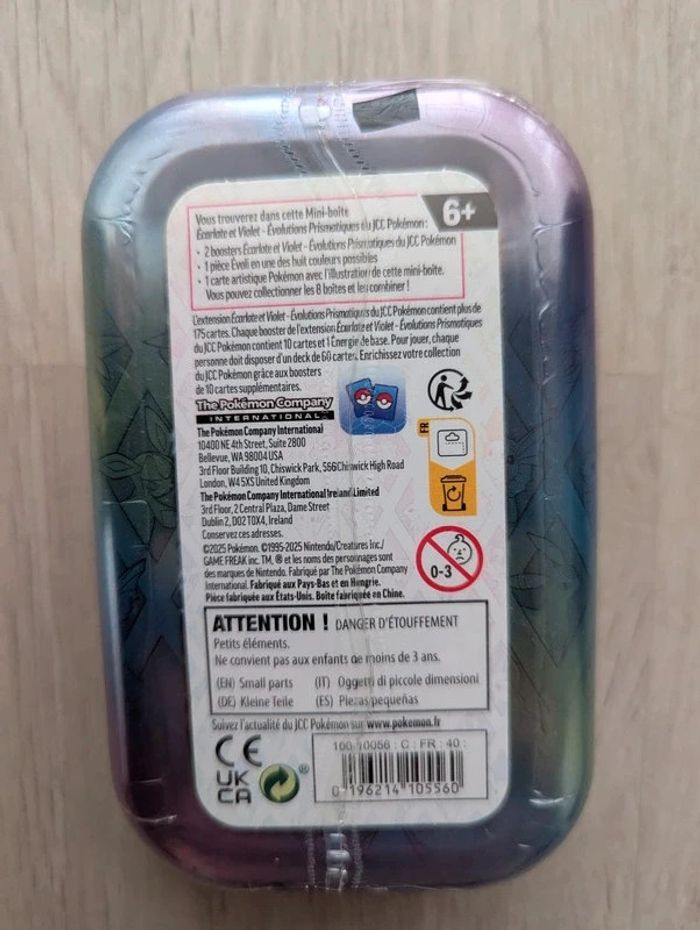 6+
Vous trouverez dans cette Mini-boîte
Écarlate et Violet - Évolutions Prismatiques du JCC Pokémon :
• 2 boosters Écarlate et Violet - Évolutions Prismatiques du JCC Pokémon
• 1 pièce Évoli en une des huit couleurs possibles
• 1 carte artistique Pokémon avec l'illustration de cette mini-boîte.
Vous pouvez collectionner les 8 boîtes et les combiner !
L'extension Écarlate et Violet - Évolutions Prismatiques du JCC Pokémon contient plus de
175 cartes. Chaque booster de l'extension Écarlate et Violet - Évolutions Prismatiques
du JCC Pokémon contient 10 cartes et 1 Énergie de base. Pour jouer, chaque
personne doit disposer d'un deck de 60 cartes. Enrichissez votre collection
du JCC Pokémon grâce aux boosters
de 10 cartes supplémentaires.
The Pokémon Company
INTERNATIONAL
The Pokémon Company International
10400 NE 4th Street, Suite 2800
Bellevue, WA 98004 USA
3rd Floor Building 10, Chiswick Park, 566 Chiswick High Road
London, W4 5XS United Kingdom
The Pokémon Company International Ireland Limited
3rd Floor, 2 Central Plaza, Dame Street
Dublin 2, D02 T0X4, Ireland
Conservez ces adresses.
©2025 Pokémon. ©1995-2025 Nintendo/Creatures Inc./
GAME FREAK inc. TM, ® et les noms des personnages sont
des marques de Nintendo. Fabriqué par The Pokémon Company
International. Fabriqué aux Pays-Bas et en Hongrie.
Pièce fabriquée aux États-Unis. Boîte fabriquée en Chine.
FR
0-3
ATTENTION ! DANGER D'ÉTOUFFEMENT
Petits éléments.
Ne convient pas aux enfants de moins de 3 ans.
(EN) Small parts (IT) Oggetti di piccole dimensioni
(DE) Kleine Teile (ES) Piezas pequeñas
Suivez l'actualité du JCC Pokémon sur www.pokemon.fr
CE
UK
CA
®
160-10056 : C : FR : 40 :
0 196214 105560